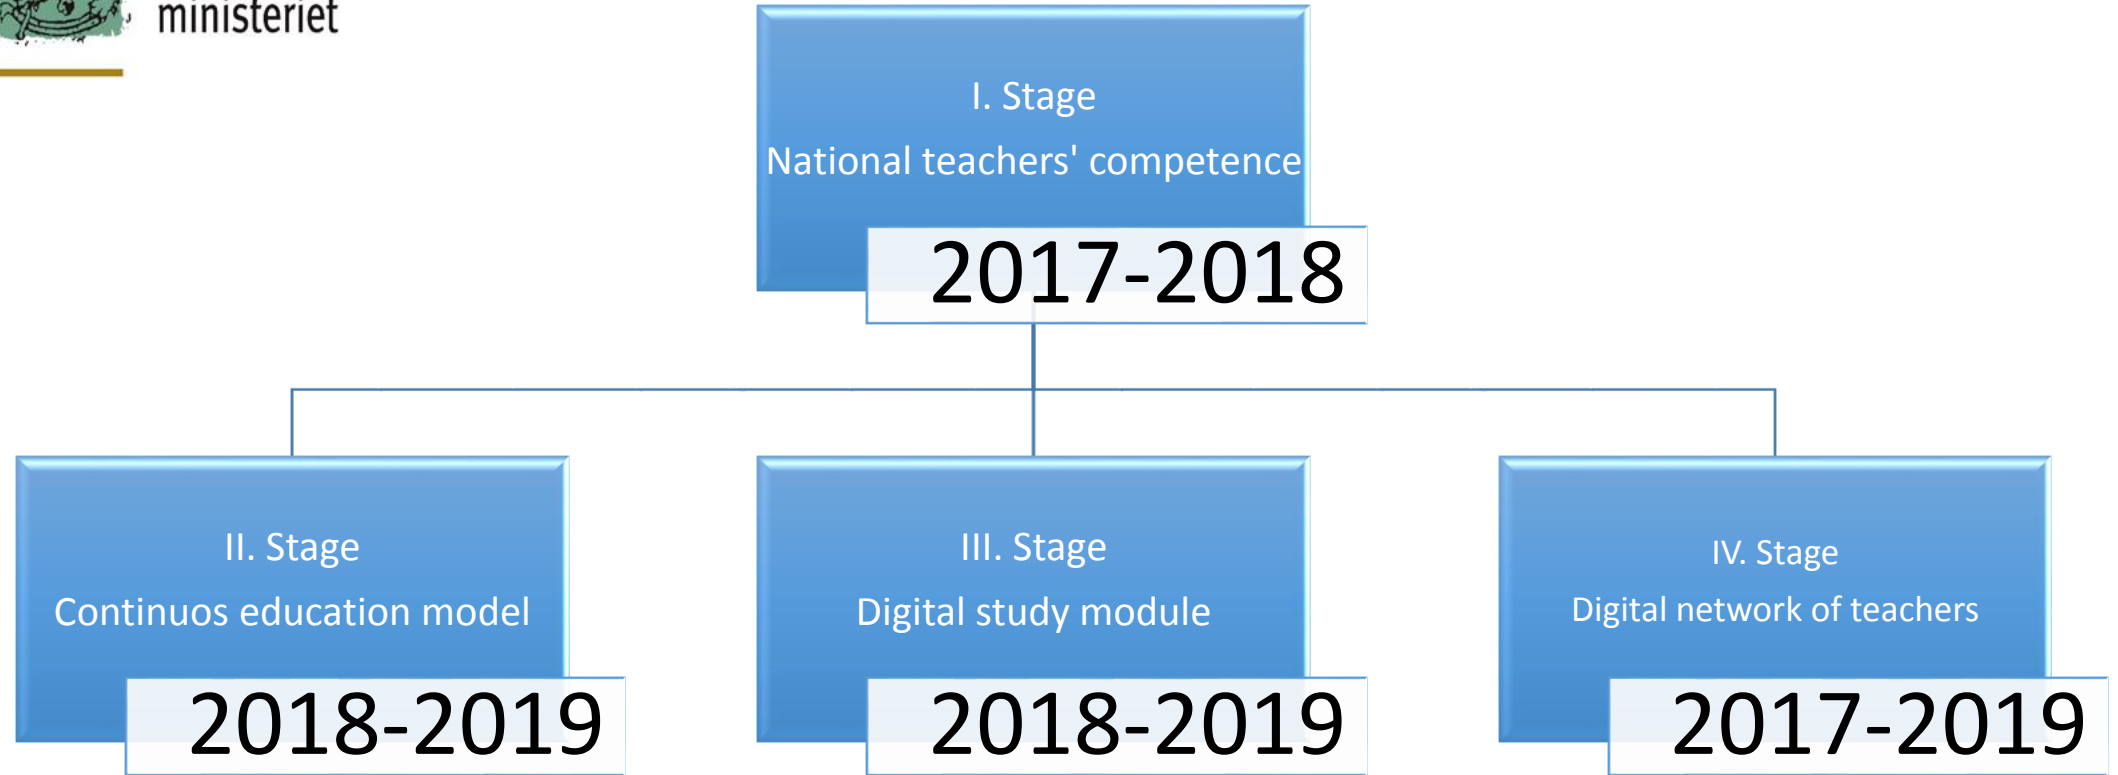 ministeriet
I. Stage
National teachers' competence
2017-2018
II. Stage
Continuos education model
2018-2019
III. Stage
Digital study module
2018-2019
IV. Stage
Digital network of teachers
2017-2019